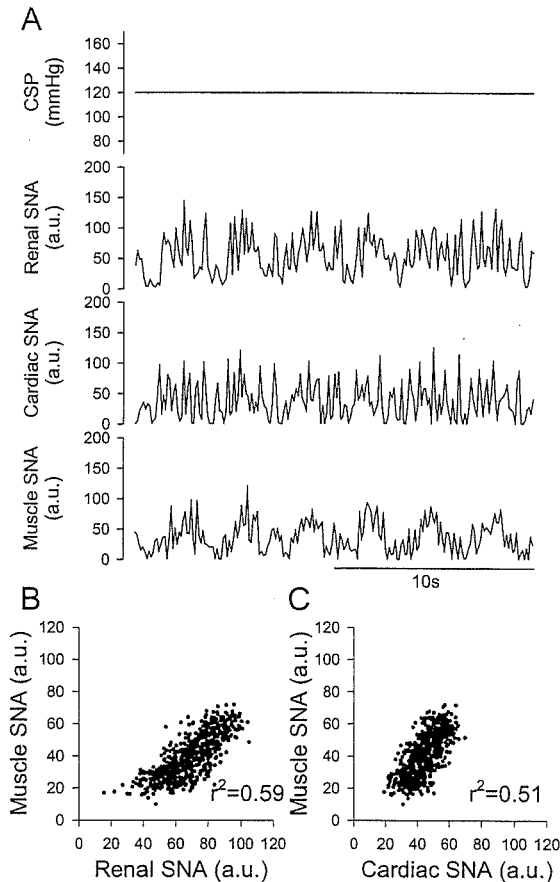 A
CSP
(mmHg)
160
140
120
100
80
Renal SNA
(a.u.)
200
150
100
50
0
Cardiac SNA
(a.u.)
200
150
100
50
0
Muscle SNA
(a.u.)
200
150
100
50
0
10s
B
Muscle SNA (a.u.)
120
100
80
60
40
20
0
r²=0.59
0 20 40 60 80 100 120
Renal SNA (a.u.)
C
Muscle SNA (a.u.)
120
100
80
60
40
20
0
r²=0.51
0 20 40 60 80 100 120
Cardiac SNA (a.u.)